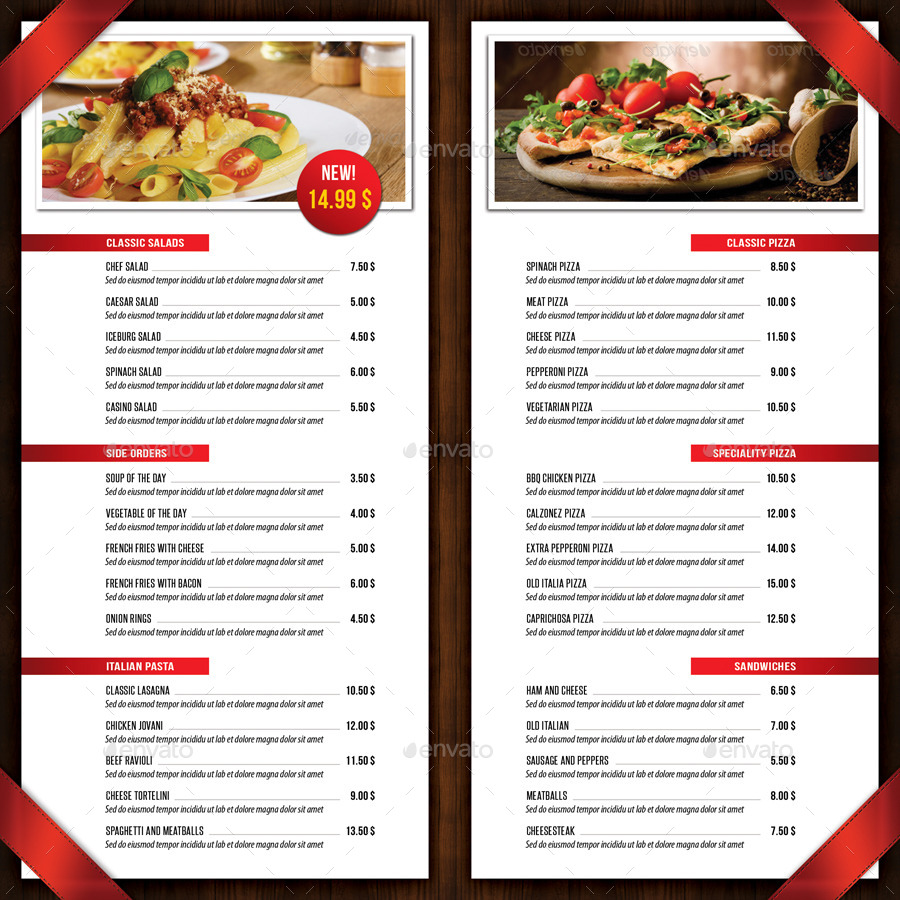 NEW!
14.99 $
CLASSIC SALADS
CHEF SALAD 7.50 $
Sed do eiusmod tempor incididu ut lab et dolore magna dolor sit amet
CAESAR SALAD 5.00 $
Sed do eiusmod tempor incididu ut lab et dolore magna dolor sit amet
ICEBURG SALAD 4.50 $
Sed do eiusmod tempor incididu ut lab et dolore magna dolor sit amet
SPINACH SALAD 6.00 $
Sed do eiusmod tempor incididu ut lab et dolore magna dolor sit amet
CASINO SALAD 5.50 $
Sed do eiusmod tempor incididu ut lab et dolore magna dolor sit amet
SIDE ORDERS
SOUP OF THE DAY 3.50 $
Sed do eiusmod tempor incididu ut lab et dolore magna dolor sit amet
VEGETABLE OF THE DAY 4.00 $
Sed do eiusmod tempor incididu ut lab et dolore magna dolor sit amet
FRENCH FRIES WITH CHEESE 5.00 $
Sed do eiusmod tempor incididu ut lab et dolore magna dolor sit amet
FRENCH FRIES WITH BACON 6.00 $
Sed do eiusmod tempor incididu ut lab et dolore magna dolor sit amet
ONION RINGS 4.50 $
Sed do eiusmod tempor incididu ut lab et dolore magna dolor sit amet
ITALIAN PASTA
CLASSIC LASAGNA 10.50 $
Sed do eiusmod tempor incididu ut lab et dolore magna dolor sit amet
CHICKEN JOVANI 12.00 $
Sed do eiusmod tempor incididu ut lab et dolore magna dolor sit amet
BEEF RAVIOLI 11.50 $
Sed do eiusmod tempor incididu ut lab et dolore magna dolor sit amet
CHEESE TORTELINI 9.00 $
Sed do eiusmod tempor incididu ut lab et dolore magna dolor sit amet
SPAGHETTI AND MEATBALLS 13.50 $
Sed do eiusmod tempor incididu ut lab et dolore magna dolor sit amet
CLASSIC PIZZA
SPINACH PIZZA 8.50 $
Sed do eiusmod tempor incididu ut lab et dolore magna dolor sit amet
MEAT PIZZA 10.00 $
Sed do eiusmod tempor incididu ut lab et dolore magna dolor sit amet
CHEESE PIZZA 11.50 $
Sed do eiusmod tempor incididu ut lab et dolore magna dolor sit amet
PEPPERONI PIZZA 9.00 $
Sed do eiusmod tempor incididu ut lab et dolore magna dolor sit amet
VEGETARIAN PIZZA 10.50 $
Sed do eiusmod tempor incididu ut lab et dolore magna dolor sit amet
SPECIALITY PIZZA
BBQ CHICKEN PIZZA 10.50 $
Sed do eiusmod tempor incididu ut lab et dolore magna dolor sit amet
CALZONEZ PIZZA 12.00 $
Sed do eiusmod tempor incididu ut lab et dolore magna dolor sit amet
EXTRA PEPPERONI PIZZA 14.00 $
Sed do eiusmod tempor incididu ut lab et dolore magna dolor sit amet
OLD ITALIA PIZZA 15.00 $
Sed do eiusmod tempor incididu ut lab et dolore magna dolor sit amet
CAPRICHOSA PIZZA 12.50 $
Sed do eiusmod tempor incididu ut lab et dolore magna dolor sit amet
SANDWICHES
HAM AND CHEESE 6.50 $
Sed do eiusmod tempor incididu ut lab et dolore magna dolor sit amet
OLD ITALIAN 7.00 $
Sed do eiusmod tempor incididu ut lab et dolore magna dolor sit amet
SAUSAGE AND PEPPERS 5.50 $
Sed do eiusmod tempor incididu ut lab et dolore magna dolor sit amet
MEATBALLS 8.00 $
Sed do eiusmod tempor incididu ut lab et dolore magna dolor sit amet
CHEESESTEAK 7.50 $
Sed do eiusmod tempor incididu ut lab et dolore magna dolor sit amet
envato
envato
envato
envato
envato
envato
envato
envato
envato